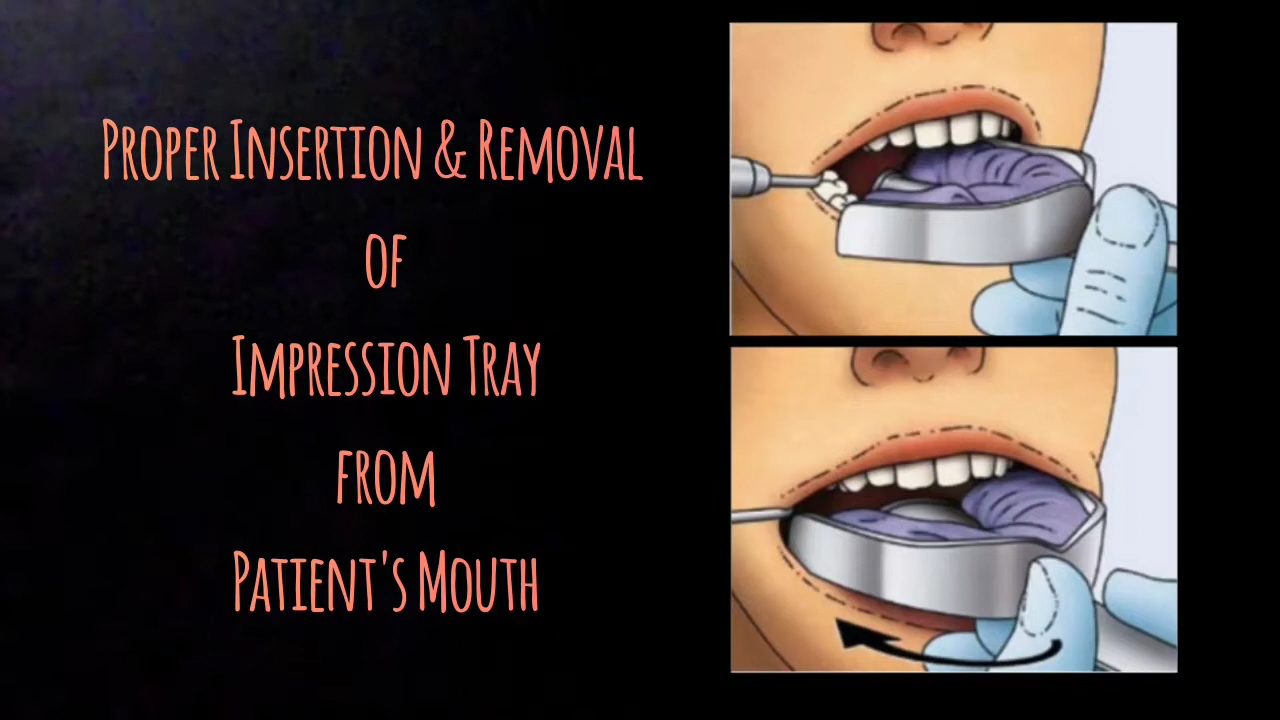 Proper Insertion & Removal
of
Impression Tray
from
Patient's Mouth